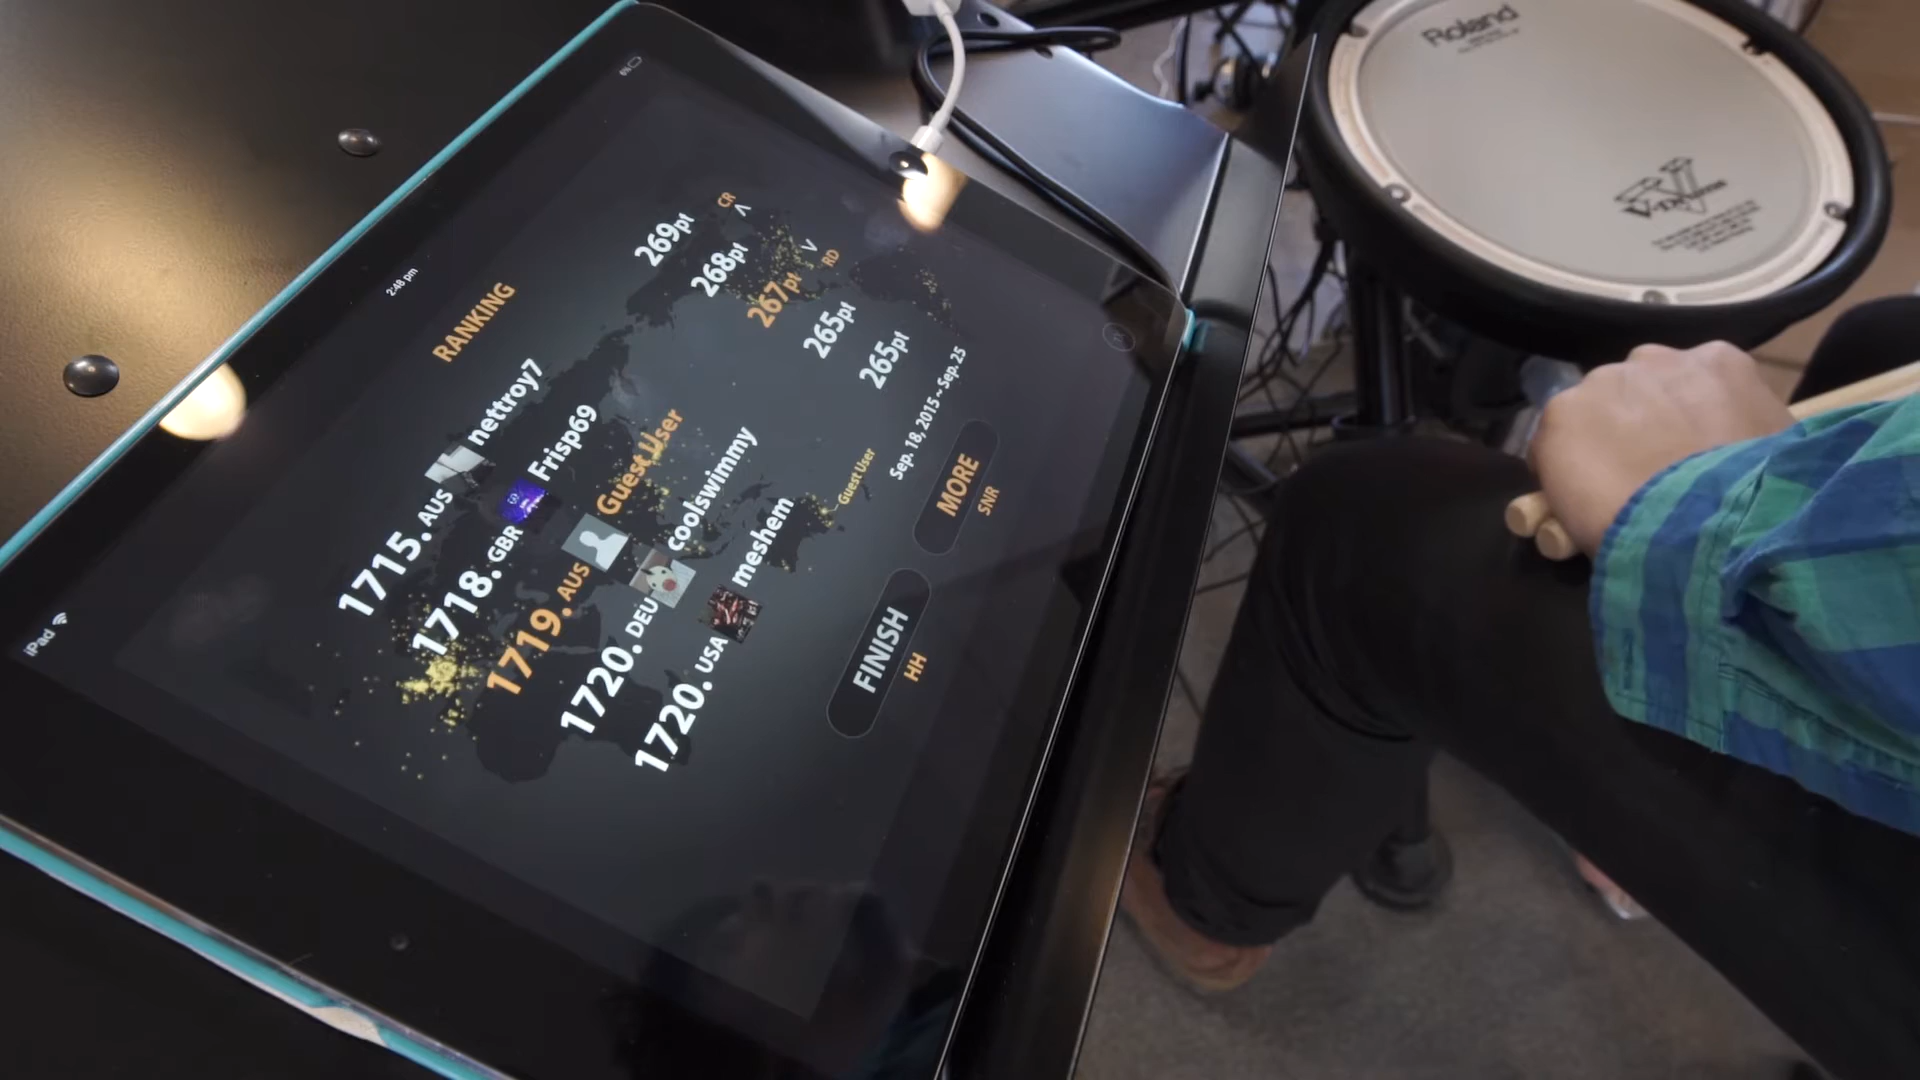 iPad
2:48 pm
6%
RANKING
1715. AUS nettroy7 269pt
1718. GBR Frisp69 268pt
1719. AUS Guest User 267pt
1720. DEU coolswimmy 265pt
1720. USA meshem 265pt
CR
RD
Guest User
Sep. 18, 2015 ~ Sep. 25
FINISH
MORE
HH
SNR
Roland
V-Drums